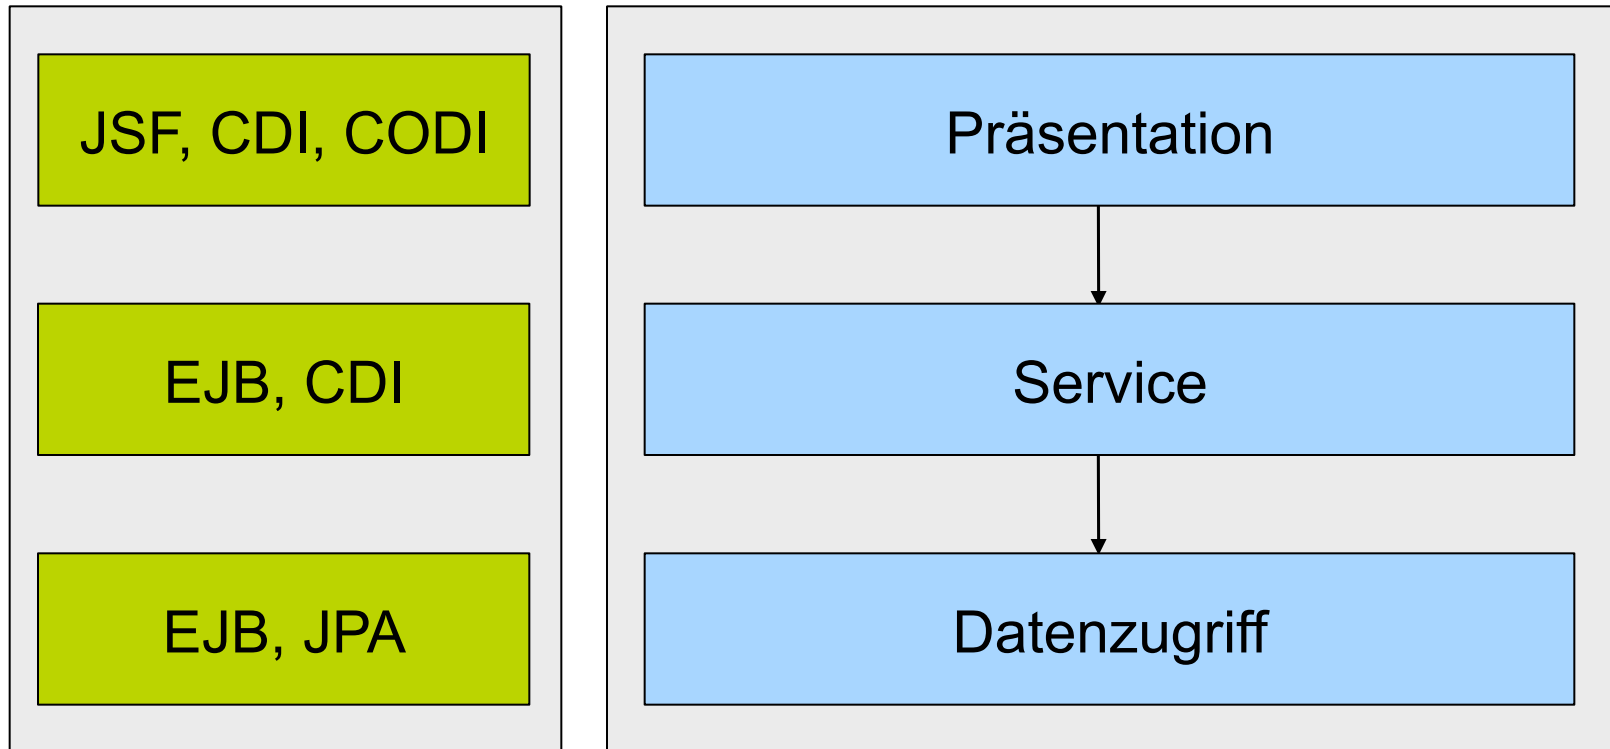 JSF, CDI, CODI
Präsentation
EJB, CDI
Service
EJB, JPA
Datenzugriff